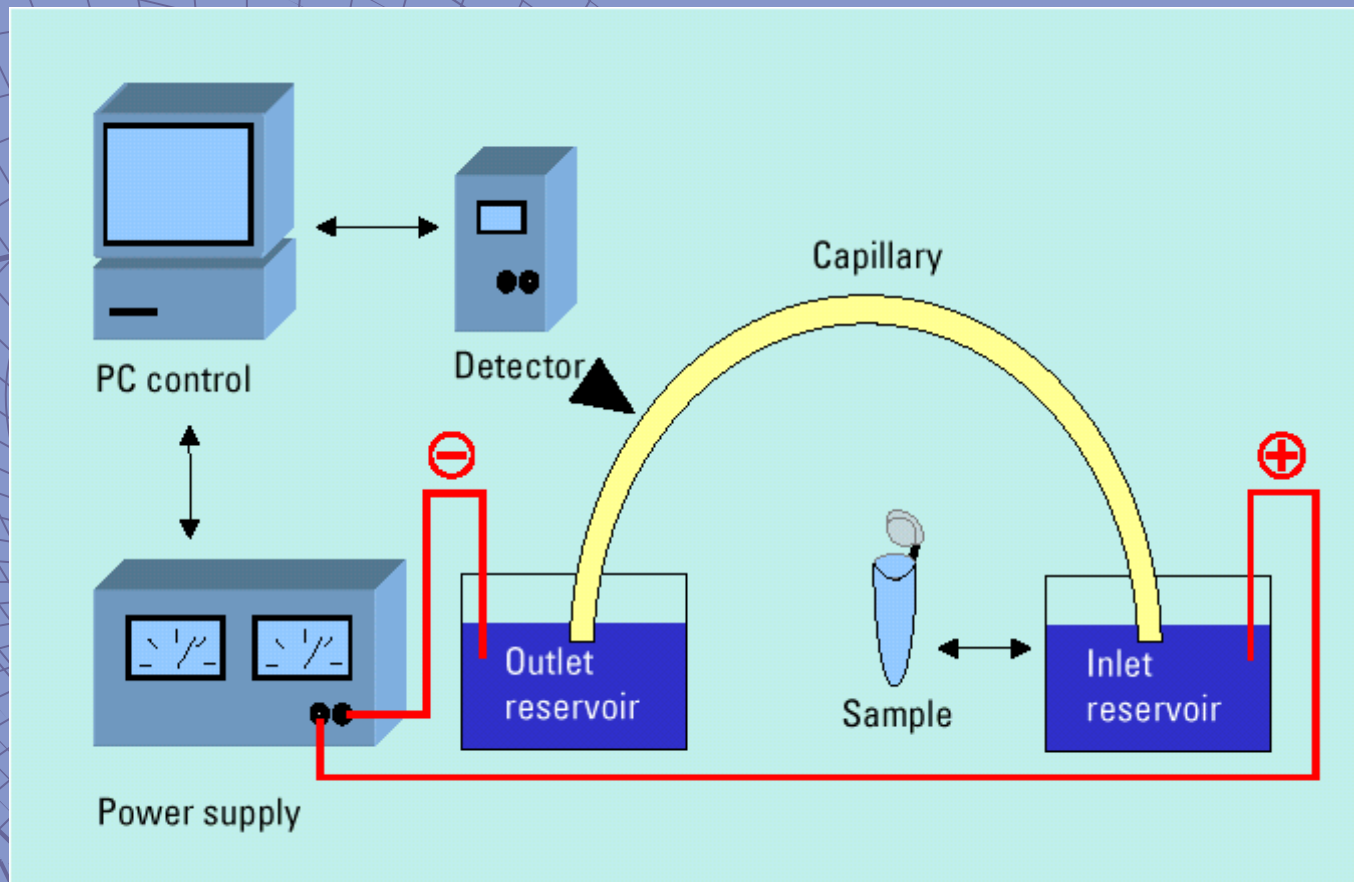 Capillary
PC control
Detector
−
+
Outlet
reservoir
Sample
Inlet
reservoir
Power supply